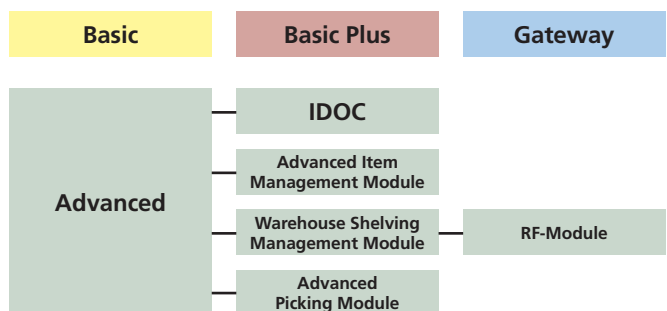 Basic
Basic Plus
Gateway
Advanced
IDOC
Advanced Item
Management Module
Warehouse Shelving
Management Module
RF-Module
Advanced
Picking Module